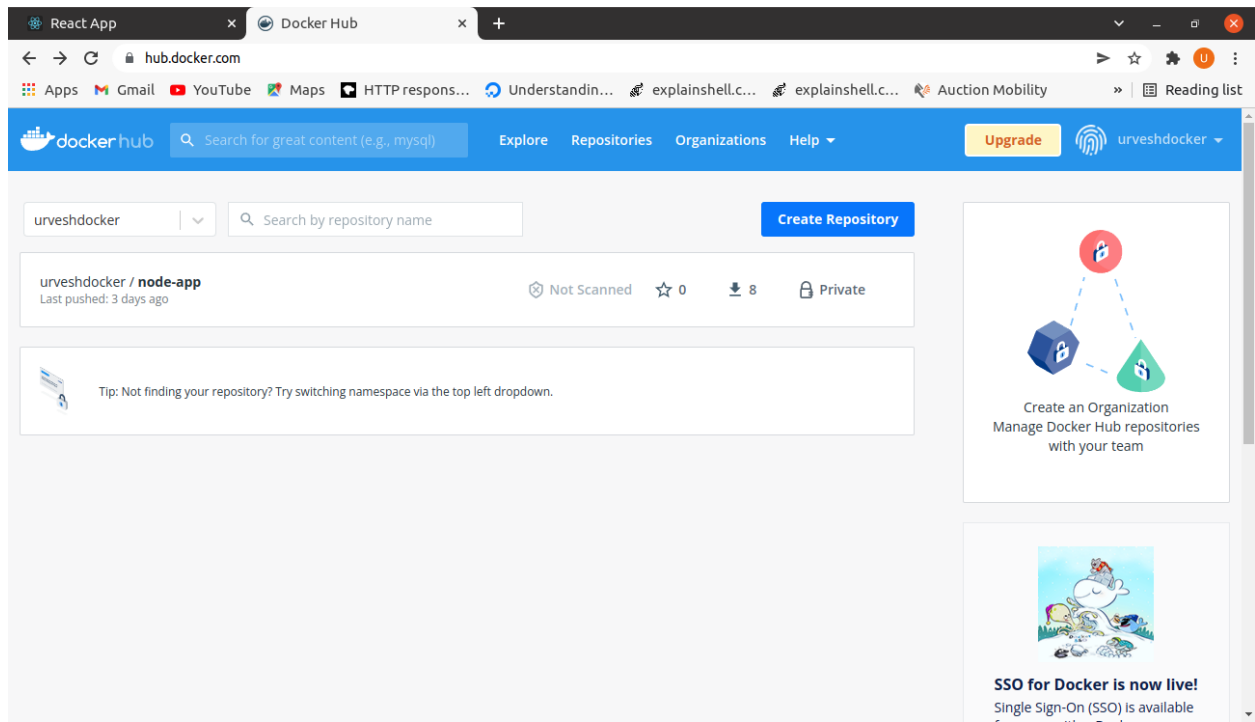 React App
Docker Hub
hub.docker.com
U
Apps
Gmail
YouTube
Maps
HTTP respons...
Understandin...
explainshell.c...
explainshell.c...
Auction Mobility
»
Reading list
dockerhub
Search for great content (e.g., mysql)
Explore
Repositories
Organizations
Help
Upgrade
urveshdocker
urveshdocker
Search by repository name
Create Repository
urveshdocker / node-app
Last pushed: 3 days ago
Not Scanned
0
8
Private
Tip: Not finding your repository? Try switching namespace via the top left dropdown.
Create an Organization
Manage Docker Hub repositories
with your team
SSO for Docker is now live!
Single Sign-On (SSO) is available